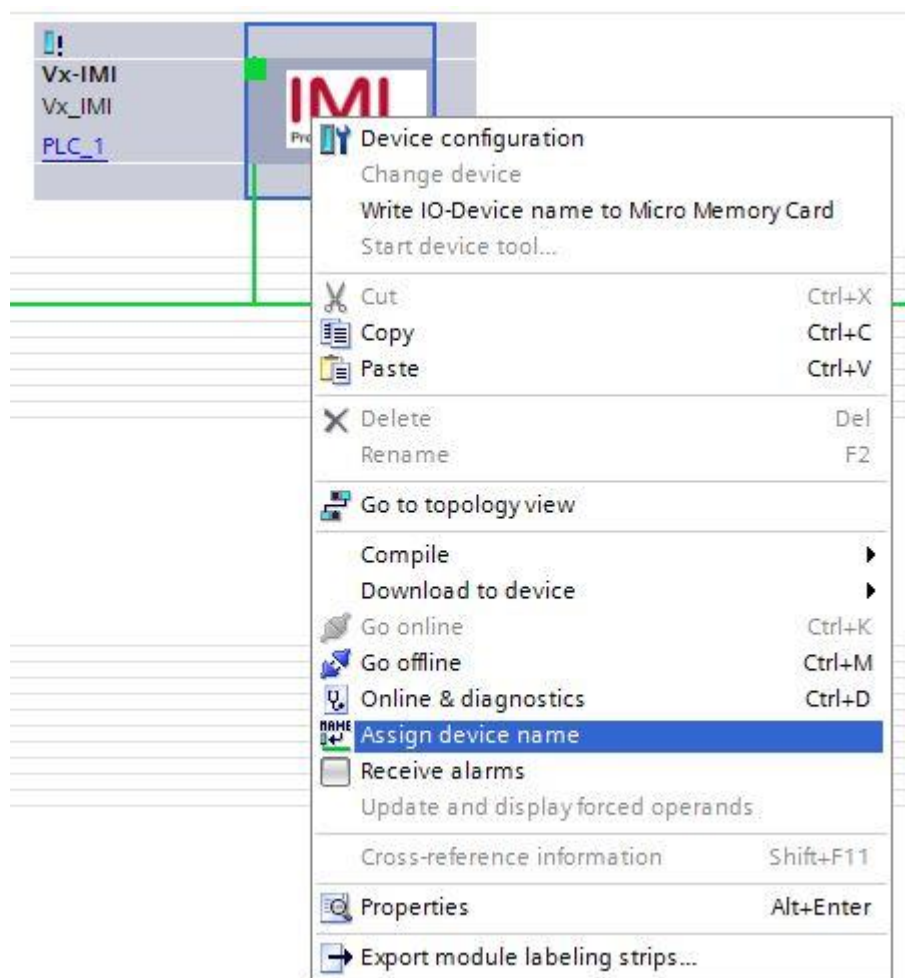 !
Vx-IMI
Vx_IMI
PLC_1
IMI
Device configuration
Change device
Write IO-Device name to Micro Memory Card
Start device tool...
Cut Ctrl+X
Copy Ctrl+C
Paste Ctrl+V
Delete Del
Rename F2
Go to topology view
Compile
Download to device
Go online Ctrl+K
Go offline Ctrl+M
Online & diagnostics Ctrl+D
NAME
Assign device name
Receive alarms
Update and display forced operands
Cross-reference information Shift+F11
Properties Alt+Enter
Export module labeling strips...